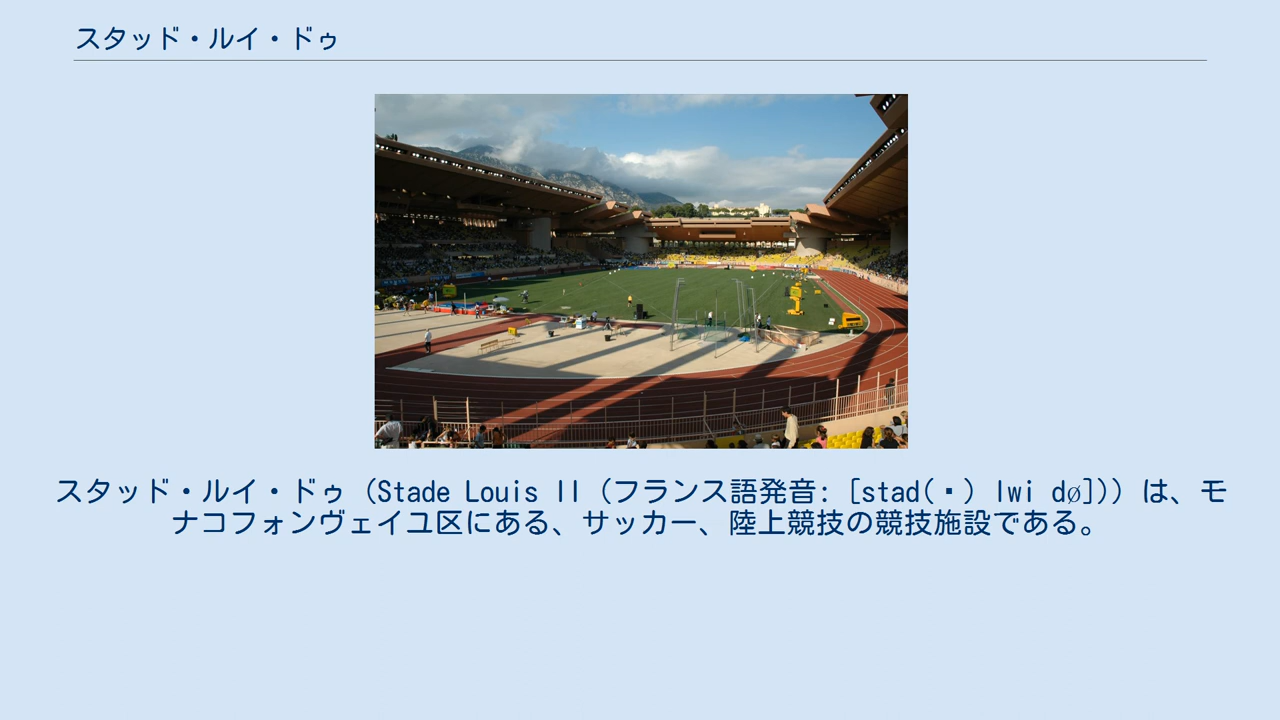 スタッド・ルイ・ドゥ
スタッド・ルイ・ドゥ（Stade Louis II（フランス語発音: [stad(ə) lwi dø]））は、モ
ナコフォンヴェイユ区にある、サッカー、陸上競技の競技施設である。